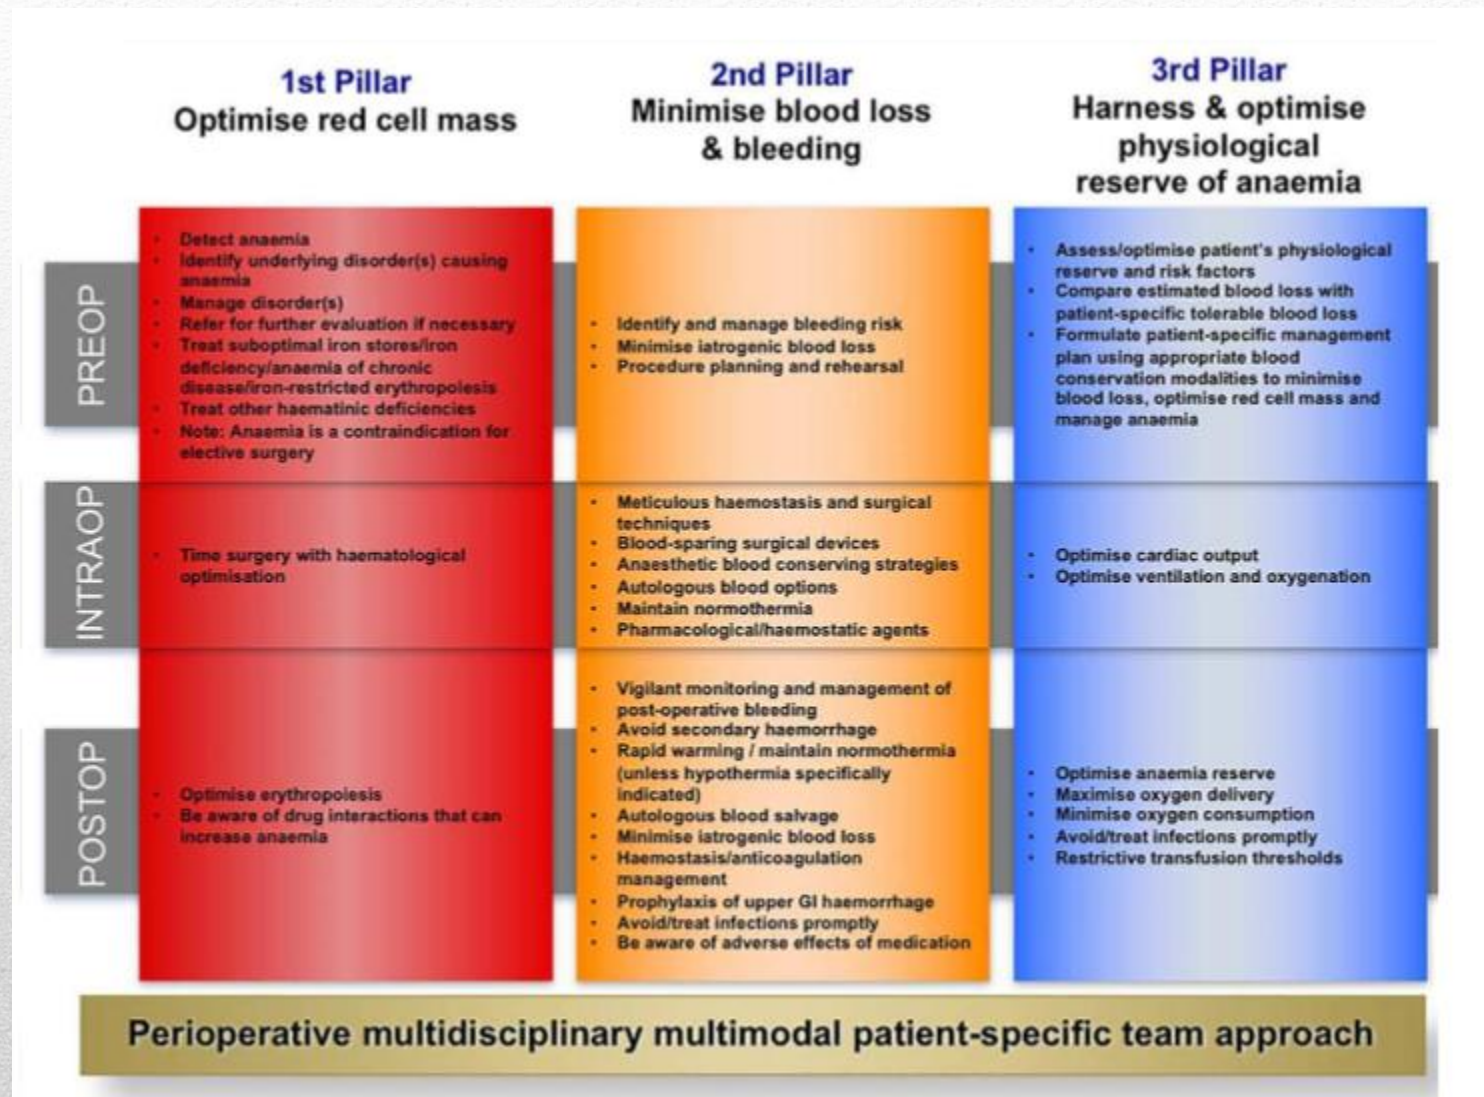 1st Pillar
Optimise red cell mass
2nd Pillar
Minimise blood loss
& bleeding
3rd Pillar
Harness & optimise
physiological
reserve of anaemia
PREOP
• Detect anaemia
• Identify underlying disorder(s) causing
anaemia
• Manage disorder(s)
• Refer for further evaluation if necessary
• Treat suboptimal iron stores/iron
deficiency/anaemia of chronic
disease/iron-restricted erythropoiesis
• Treat other haematinic deficiencies
• Note: Anaemia is a contraindication for
elective surgery
• Identify and manage bleeding risk
• Minimise iatrogenic blood loss
• Procedure planning and rehearsal
• Assess/optimise patient's physiological
reserve and risk factors
• Compare estimated blood loss with
patient-specific tolerable blood loss
• Formulate patient-specific management
plan using appropriate blood
conservation modalities to minimise
blood loss, optimise red cell mass and
manage anaemia
INTRAOP
• Time surgery with haematological
optimisation
• Meticulous haemostasis and surgical
techniques
• Blood-sparing surgical devices
• Anaesthetic blood conserving strategies
• Autologous blood options
• Maintain normothermia
• Pharmacological/haemostatic agents
• Optimise cardiac output
• Optimise ventilation and oxygenation
POSTOP
• Optimise erythropoiesis
• Be aware of drug interactions that can
increase anaemia
• Vigilant monitoring and management of
post-operative bleeding
• Avoid secondary haemorrhage
• Rapid warming / maintain normothermia
(unless hypothermia specifically
indicated)
• Autologous blood salvage
• Minimise iatrogenic blood loss
• Haemostasis/anticoagulation
management
• Prophylaxis of upper GI haemorrhage
• Avoid/treat infections promptly
• Be aware of adverse effects of medication
• Optimise anaemia reserve
• Maximise oxygen delivery
• Minimise oxygen consumption
• Avoid/treat infections promptly
• Restrictive transfusion thresholds
Perioperative multidisciplinary multimodal patient-specific team approach